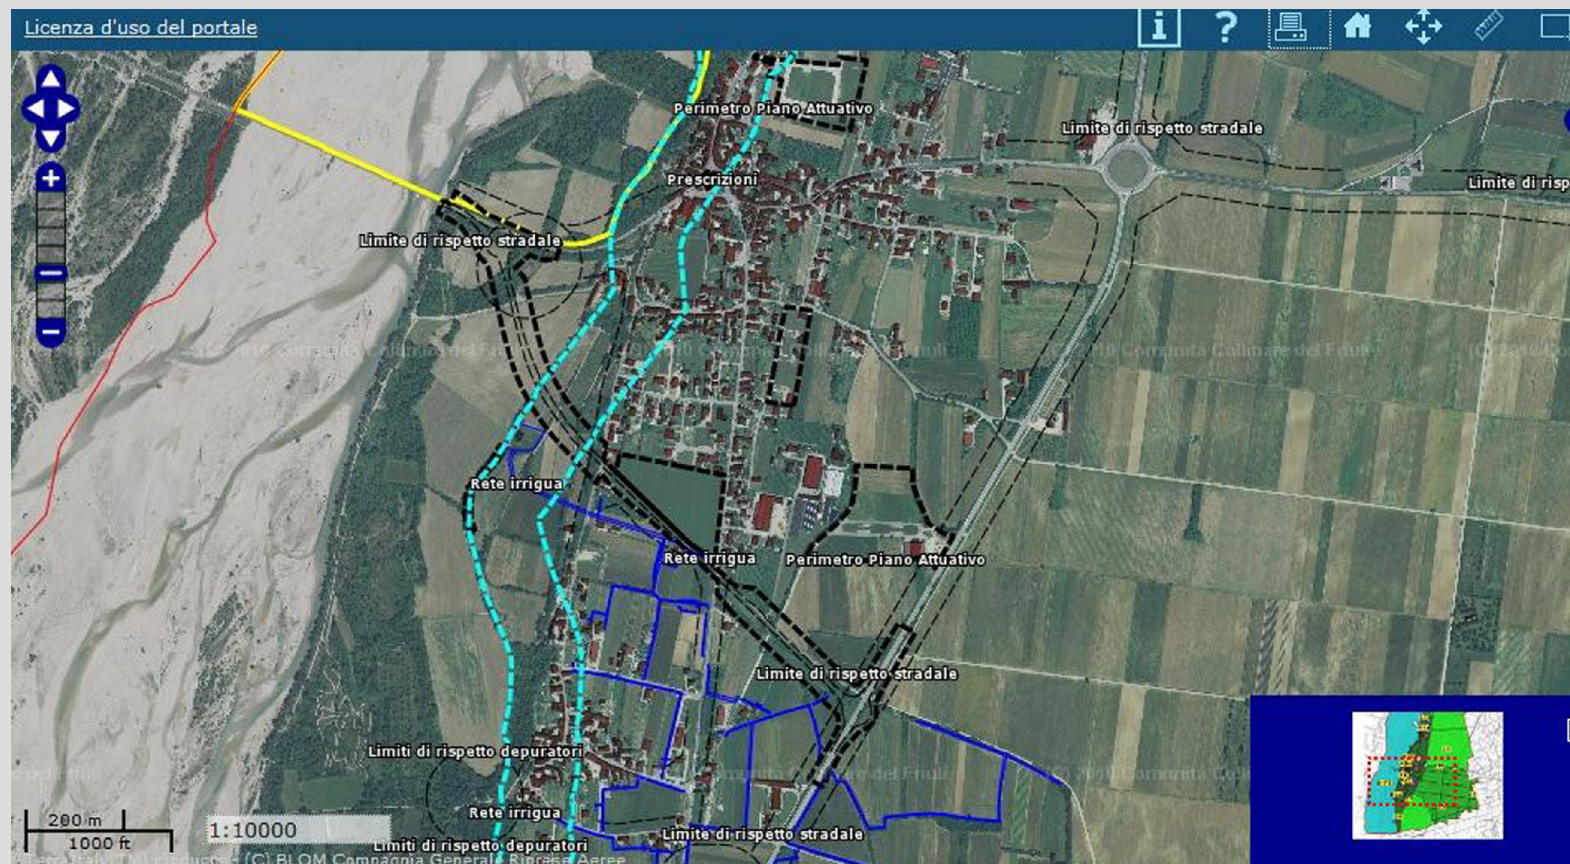 Licenza d'uso del portale
Perimetro Piano Attuativo
Limite di rispetto stradale
Prescrizioni
Limite di risp
Limite di rispetto stradale
Rete irrigua
Rete irrigua
Perimetro Piano Attuativo
Limite di rispetto stradale
Limiti di rispetto depuratori
Rete irrigua
200 m
1:10000
Limite di rispetto stradale
1000 ft
Limiti di rispetto depuratori
(C) BLOM Compagnia Generale Riprese Aeree